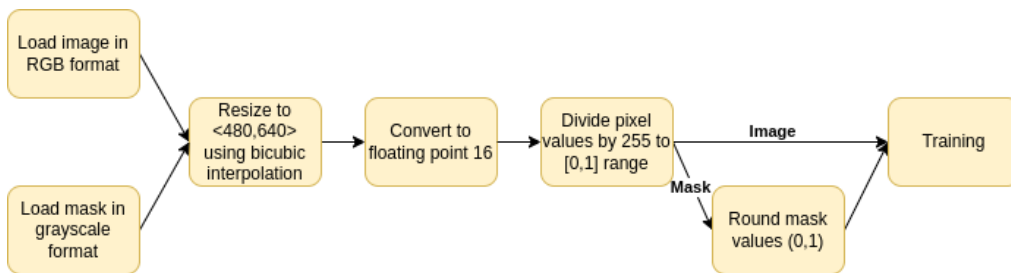 Load image in
RGB format
Load mask in
grayscale
format
Resize to
<480,640>
using bicubic
interpolation
Convert to
floating point 16
Divide pixel
values by 255 to
[0,1] range
Image
Mask
Round mask
values (0,1)
Training